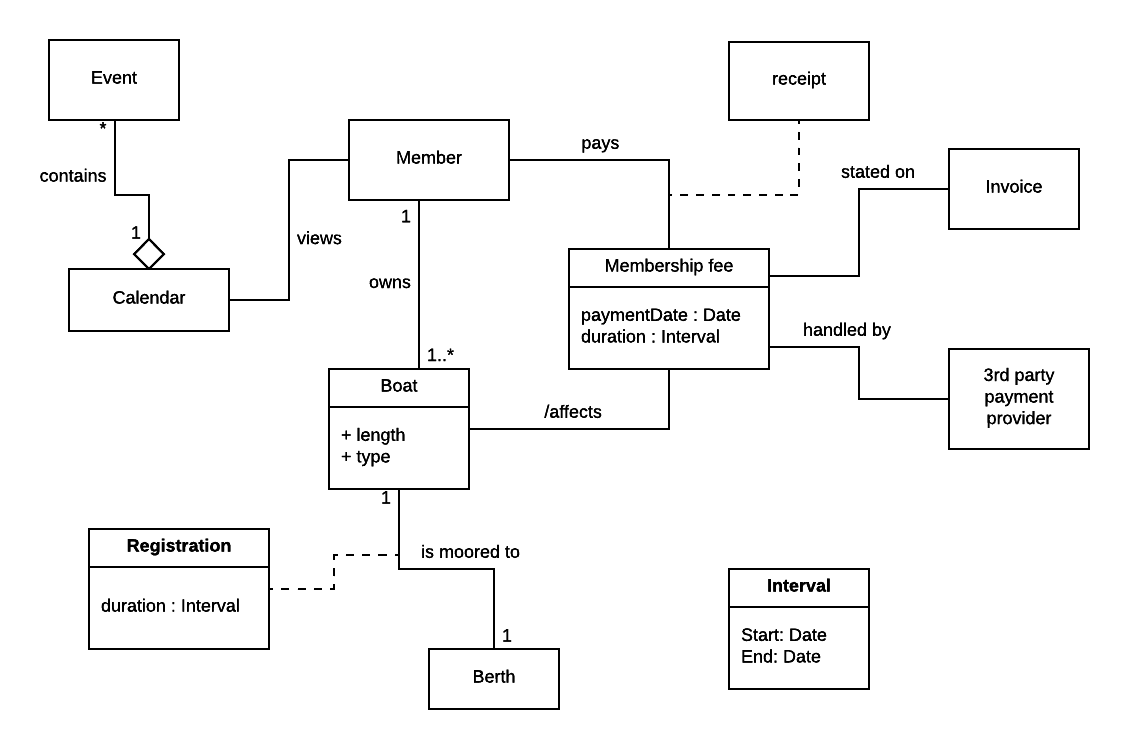 Event
receipt
*
Member
pays
contains
stated on
Invoice
1
1
views
Membership fee
owns
Calendar
paymentDate : Date
duration : Interval
handled by
1..*
Boat
3rd party
payment
provider
/affects
+ length
+ type
1
Registration
is moored to
Interval
duration : Interval
Start: Date
End: Date
1
Berth